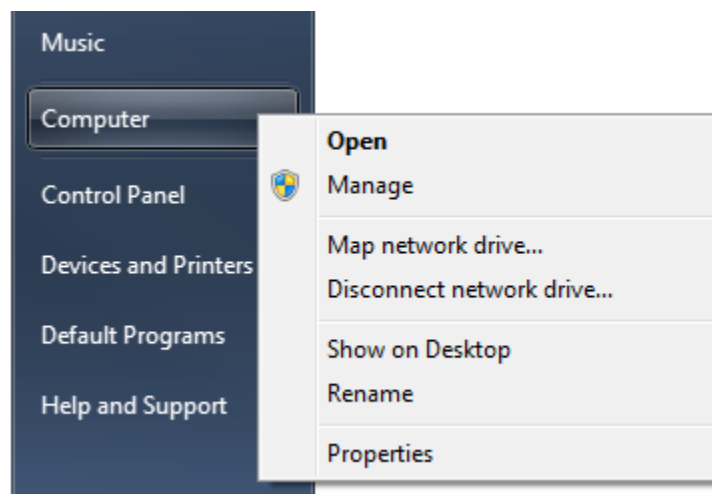 Music
Computer
Control Panel
Devices and Printers
Default Programs
Help and Support
Open
Manage
Map network drive...
Disconnect network drive...
Show on Desktop
Rename
Properties